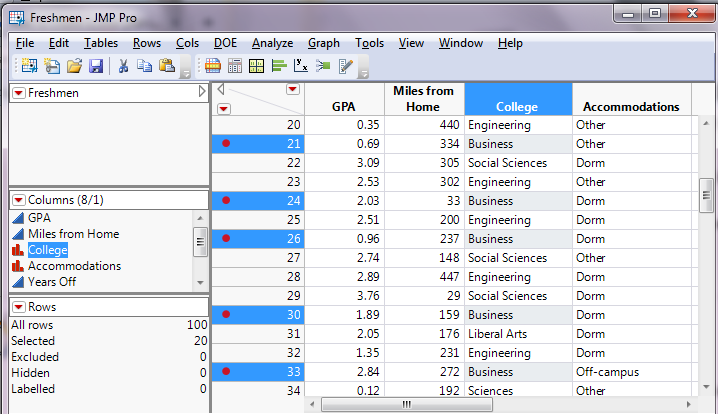 Freshmen - JMP Pro
File Edit Tables Rows Cols DOE Analyze Graph Tools View Window Help
Freshmen
Columns (8/1)
GPA
Miles from Home
College
Accommodations
Years Off
Rows
All rows 100
Selected 20
Excluded 0
Hidden 0
Labelled 0
GPA Miles from Home College Accommodations
20 0.35 440 Engineering Other
21 0.69 334 Business Other
22 3.09 305 Social Sciences Dorm
23 2.53 302 Engineering Other
24 2.03 33 Business Dorm
25 2.51 200 Engineering Dorm
26 0.96 237 Business Dorm
27 2.74 148 Social Sciences Other
28 2.89 447 Engineering Dorm
29 3.76 29 Social Sciences Dorm
30 1.89 159 Business Dorm
31 2.05 176 Liberal Arts Dorm
32 1.35 231 Engineering Dorm
33 2.84 272 Business Off-campus
34 0.12 192 Sciences Other